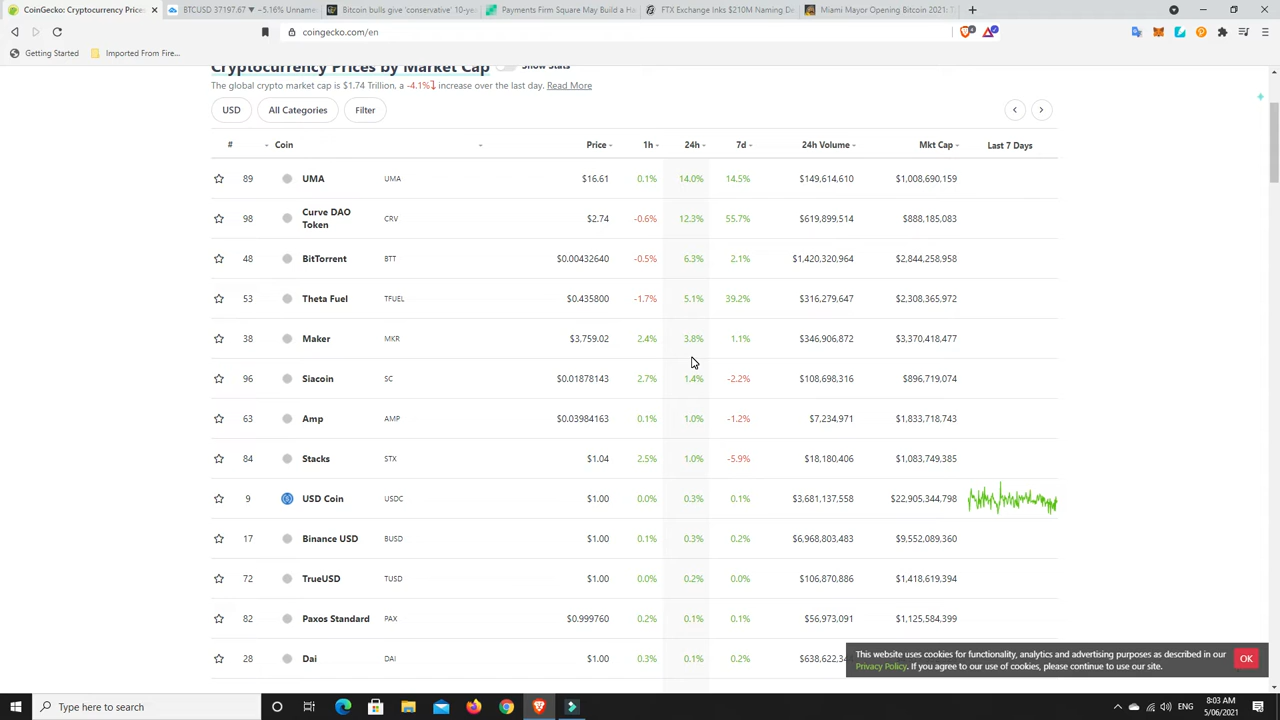 CoinGecko: Cryptocurrency Price
BTCUSD 37197.67 ▼ −5.16% Unnam
Bitcoin bulls give 'conservative' 10-ye
Payments Firm Square May Build a H
FTX Exchange Inks $210M Naming De
Miami Mayor Opening Bitcoin 2021: T
coingecko.com/en
Getting Started
Imported From Fire...
Cryptocurrency Prices by Market Cap
Show Stats
The global crypto market cap is $1.74 Trillion, a -4.1% increase over the last day. Read More
USD All Categories Filter
# Coin Price 1h 24h 7d 24h Volume Mkt Cap Last 7 Days
89 UMA UMA $16.61 0.1% 14.0% 14.5% $149,614,610 $1,008,690,159
98 Curve DAO Token CRV $2.74 -0.6% 12.3% 55.7% $619,899,514 $888,185,083
48 BitTorrent BTT $0.00432640 -0.5% 6.3% 2.1% $1,420,320,964 $2,844,258,958
53 Theta Fuel TFUEL $0.435800 -1.7% 5.1% 39.2% $316,279,647 $2,308,365,972
38 Maker MKR $3,759.02 2.4% 3.8% 1.1% $346,906,872 $3,370,418,477
96 Siacoin SC $0.01878143 2.7% 1.4% -2.2% $108,698,316 $896,719,074
63 Amp AMP $0.03984163 0.1% 1.0% -1.2% $7,234,971 $1,833,718,743
84 Stacks STX $1.04 2.5% 1.0% -5.9% $18,180,406 $1,083,749,385
9 USD Coin USDC $1.00 0.0% 0.3% 0.1% $3,681,137,558 $22,905,344,798
17 Binance USD BUSD $1.00 0.1% 0.3% 0.2% $6,968,803,483 $9,552,089,360
72 TrueUSD TUSD $1.00 0.0% 0.2% 0.0% $106,870,886 $1,418,619,394
82 Paxos Standard PAX $0.999760 0.2% 0.1% 0.1% $56,973,091 $1,125,584,399
28 Dai DAI $1.00 0.3% 0.1% 0.2% $638,622,3
This website uses cookies for functionality, analytics and advertising purposes as described in our
Privacy Policy. If you agree to our use of cookies, please continue to use our site.
OK
Type here to search
ENG
8:03 AM
5/06/2021